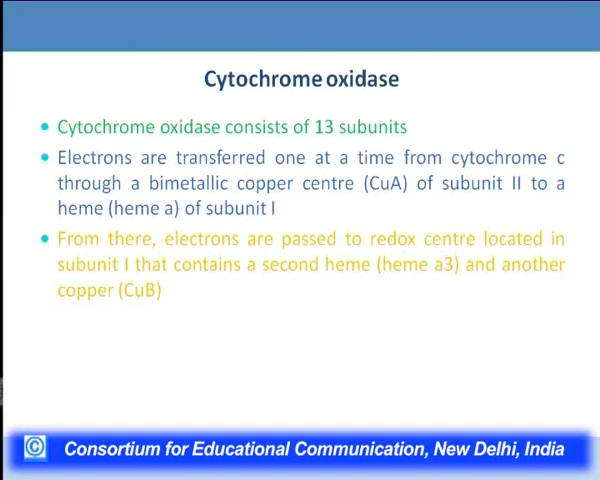 Cytochrome oxidase
Cytochrome oxidase consists of 13 subunits
Electrons are transferred one at a time from cytochrome c
through a bimetallic copper centre (CuA) of subunit II to a
heme (heme a) of subunit I
From there, electrons are passed to redox centre located in
subunit I that contains a second heme (heme a3) and another
copper (CuB)
© Consortium for Educational Communication, New Delhi, India